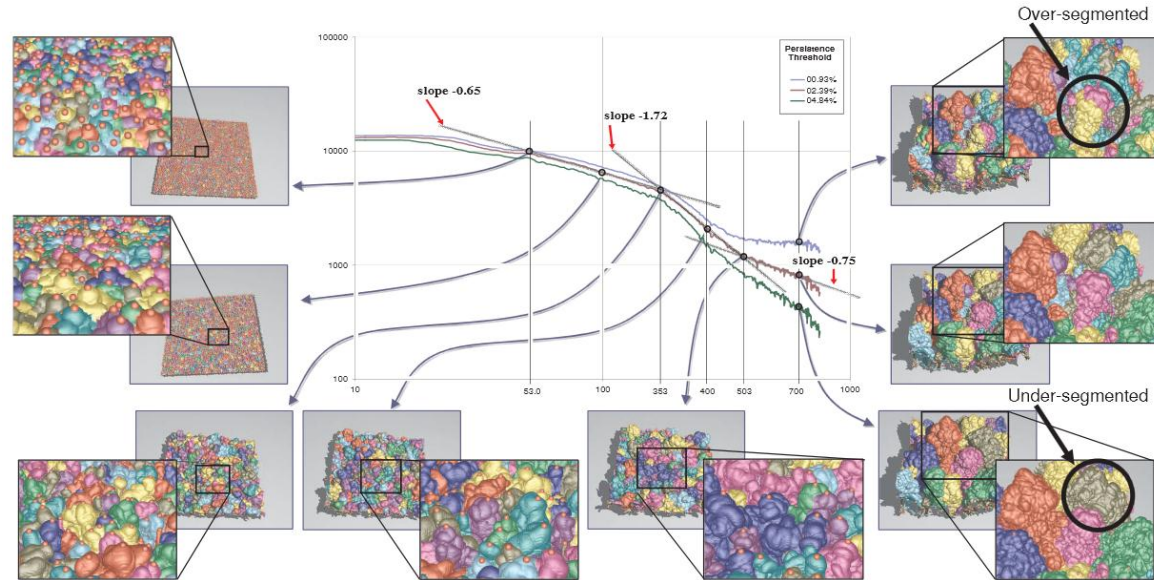 Over-segmented
100000
Persistence
Threshold
00.93%
02.39%
04.84%
slope -0.65
slope -1.72
10000
1000
slope -0.75
100
10
53.0
100
353
400
503
700
1000
Under-segmented